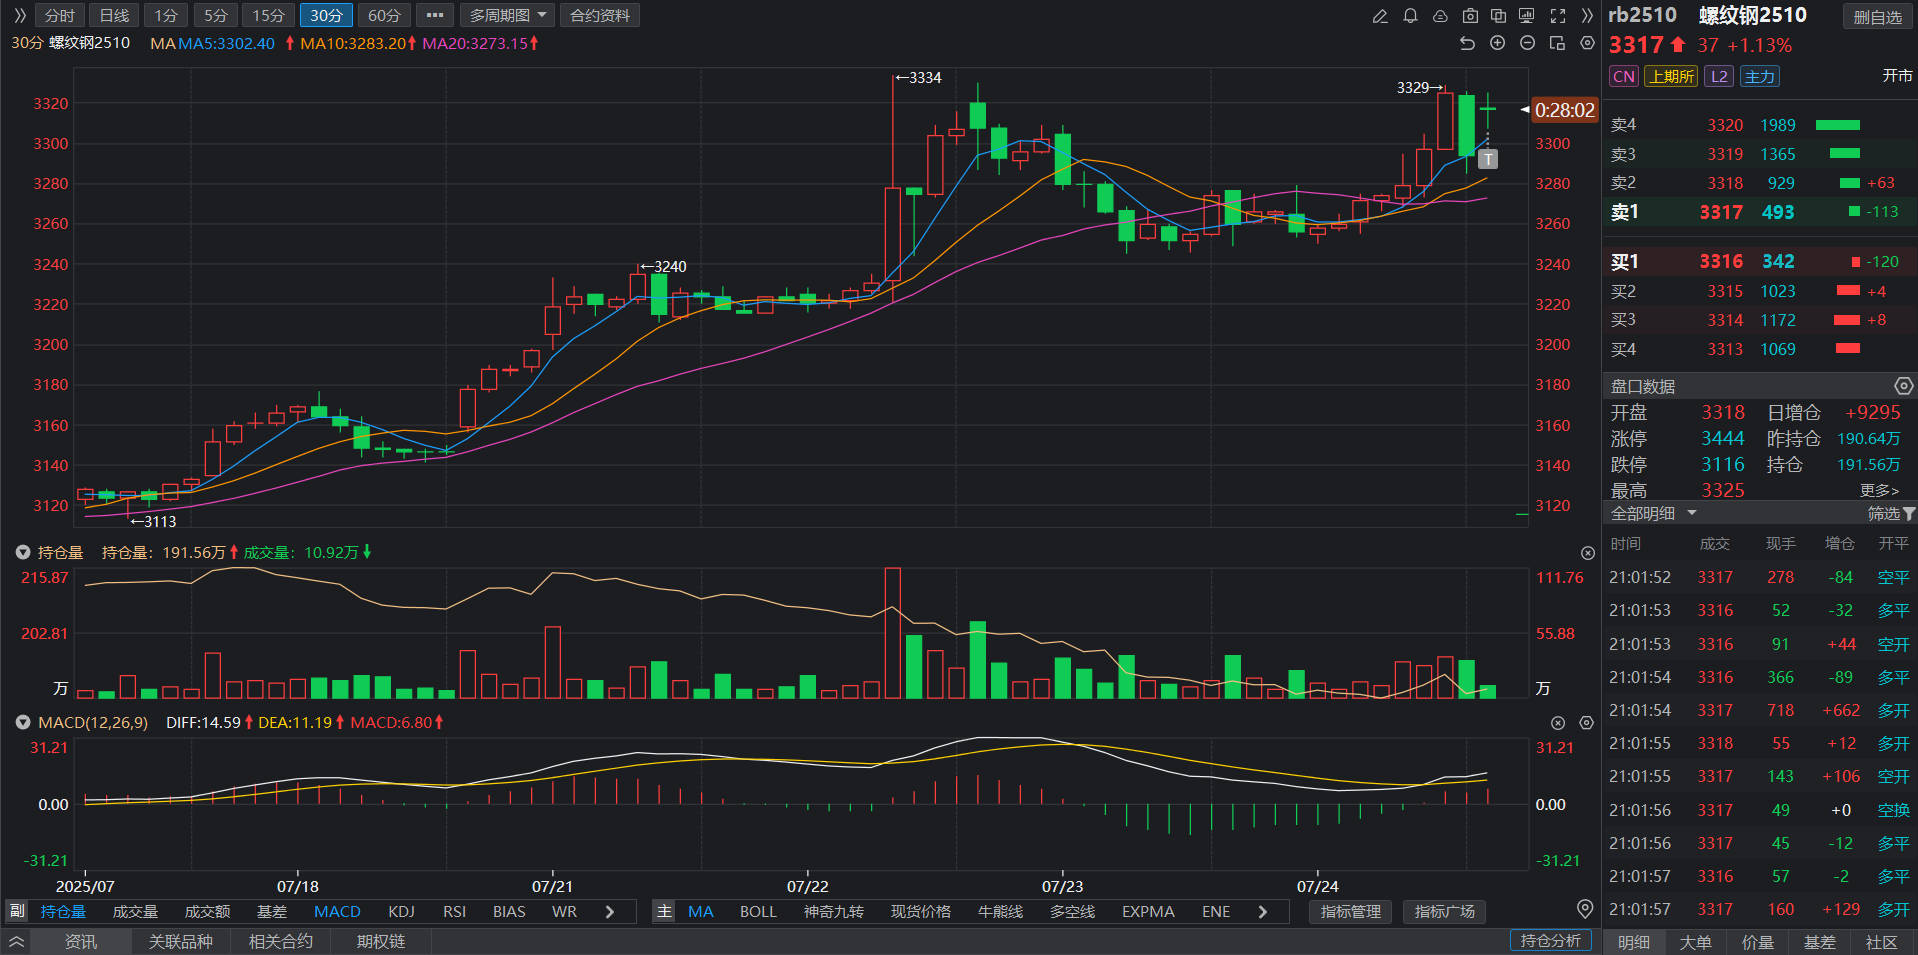 分时 日线 1分 5分 15分 30分 60分 ••• 多周期图 合约资料
30分 螺纹钢2510 MA MA5:3302.40 MA10:3283.20 MA20:3273.15
3334
3329
3240
3113
0:28:02
T
3320
3300 3300
3280 3280
3260 3260
3240 3240
3220 3220
3200 3200
3180 3180
3160 3160
3140 3140
3120 3120
持仓量 持仓量: 191.56万 成交量: 10.92万
215.87 111.76
202.81 55.88
万 万
MACD(12,26,9) DIFF:14.59 DEA:11.19 MACD:6.80
31.21 31.21
0.00 0.00
-31.21 -31.21
2025/07 07/18 07/21 07/22 07/23 07/24
副 持仓量 成交量 成交额 基差 MACD KDJ RSI BIAS WR 主 MA BOLL 神奇九转 现货价格 牛熊线 多空线 EXPMA ENE 指标管理 指标广场
资讯 关联品种 相关合约 期权链 持仓分析
rb2510 螺纹钢2510 删自选
3317 37 +1.13%
CN 上期所 L2 主力 开市
卖4 3320 1989
卖3 3319 1365
卖2 3318 929 +63
卖1 3317 493 -113
买1 3316 342 -120
买2 3315 1023 +4
买3 3314 1172 +8
买4 3313 1069
盘口数据
开盘 3318 日增仓 +9295
涨停 3444 昨持仓 190.64万
跌停 3116 持仓 191.56万
最高 3325 更多>
全部明细 筛选
时间 成交 现手 增仓 开平
21:01:52 3317 278 -84 空平
21:01:53 3316 52 -32 多平
21:01:53 3316 91 +44 空开
21:01:54 3316 366 -89 多平
21:01:54 3317 718 +662 多开
21:01:55 3318 55 +12 多开
21:01:55 3317 143 +106 空开
21:01:56 3317 49 +0 空换
21:01:56 3317 45 -12 多平
21:01:57 3316 57 -2 多平
21:01:57 3317 160 +129 多开
明细 大单 价量 基差 社区